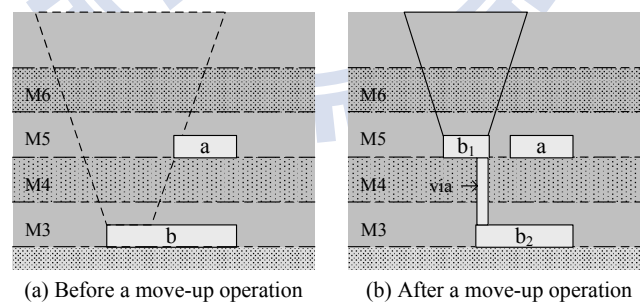 M6
M5
a
M4
M3
b
(a) Before a move-up operation
M6
M5
b₁
a
M4
via
M3
b₂
(b) After a move-up operation